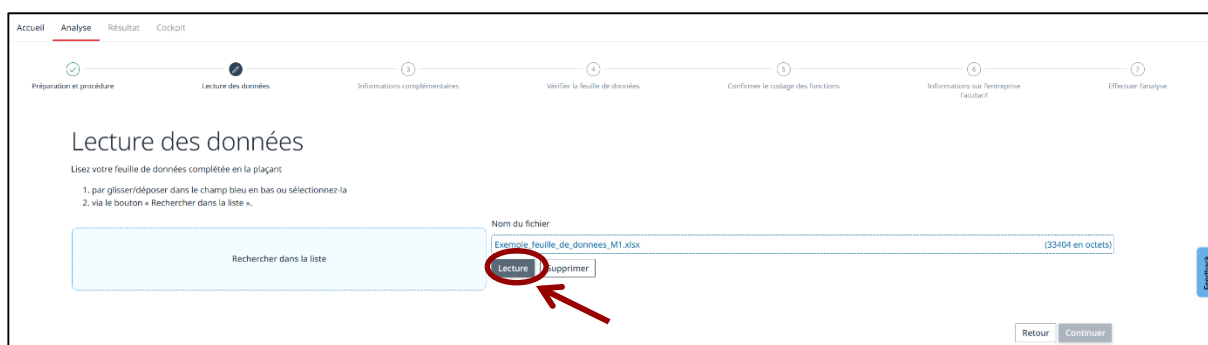 Accueil Analyse Résultat Cockpit
3 4 5 6 7
Préparation et procédure Lecture des données Informations complémentaires Vérifier la feuille de données Confirmer le codage des fonctions Informations sur l'entreprise Effectuer l'analyse
Facultatif
Lecture des données
Lisez votre feuille de données complétée en la plaçant
1. par glisser/déposer dans le champ bleu en bas ou sélectionnez-la
2. via le bouton « Rechercher dans la liste ».
Nom du fichier
Exemple_feuille_de_donnees_M1.xlsx (33404 en octets)
Rechercher dans la liste
Lecture Supprimer
Feedback
Retour Continuer